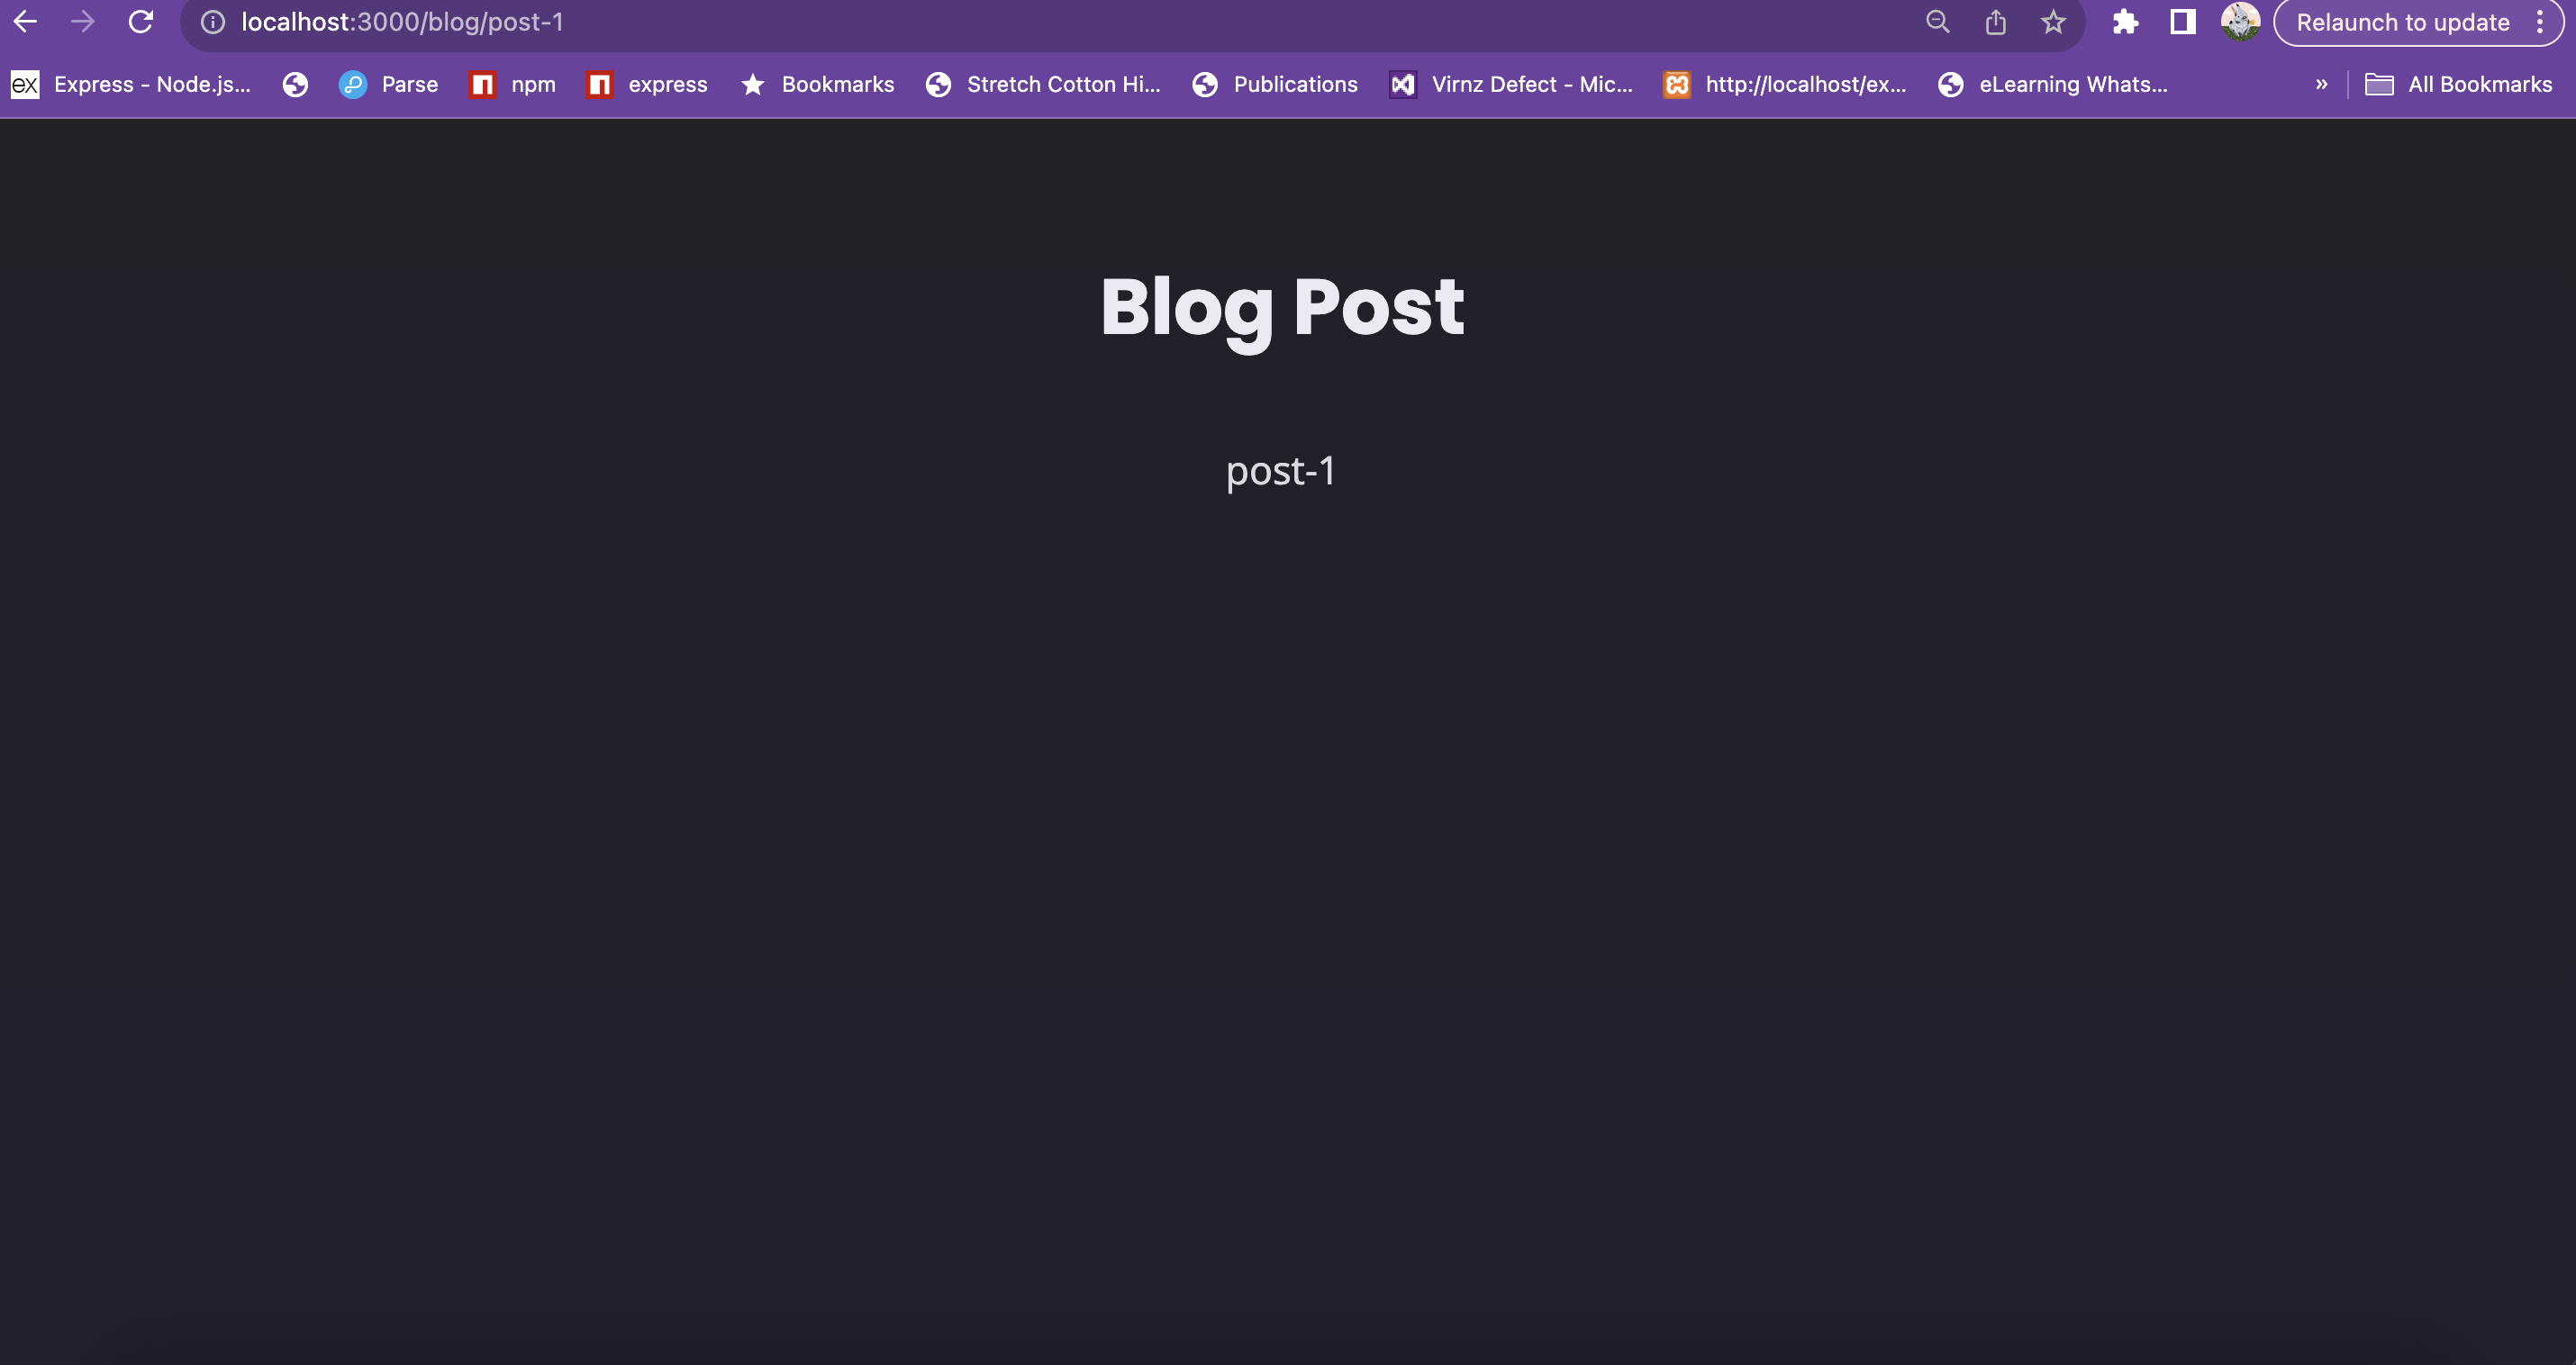 localhost:3000/blog/post-1
Relaunch to update
ex Express - Node.js... Parse npm express Bookmarks Stretch Cotton Hi... Publications Virnz Defect - Mic... http://localhost/ex... eLearning Whats... » All Bookmarks
Blog Post
post-1